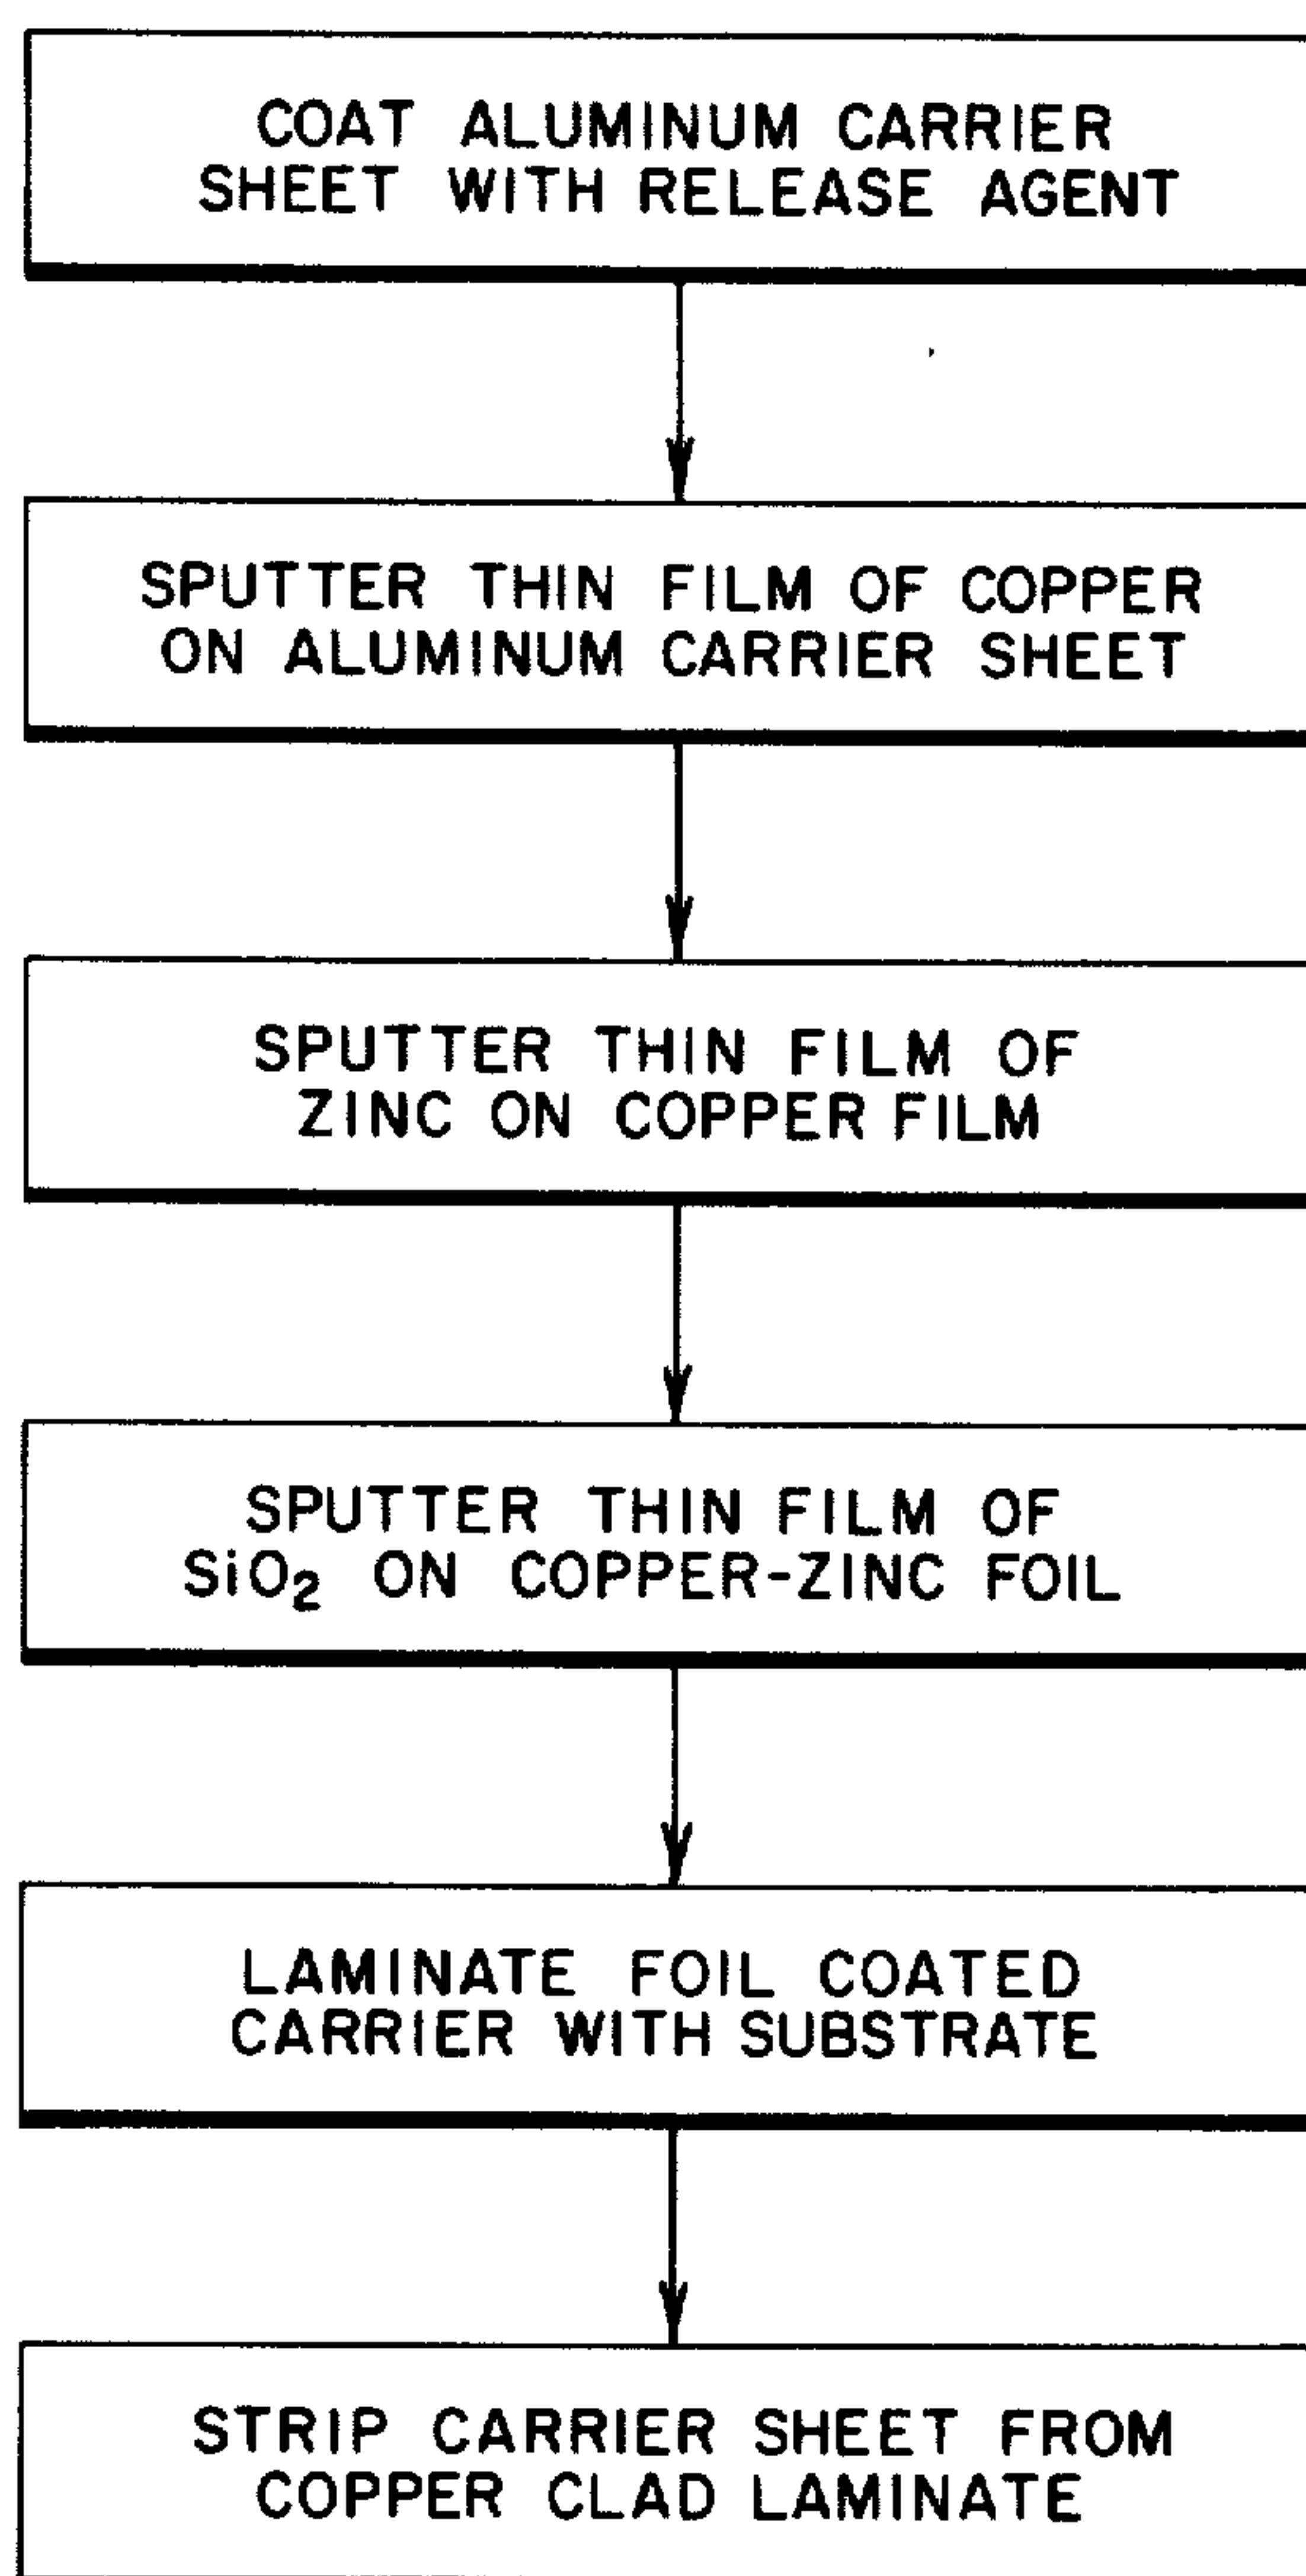 COAT ALUMINUM CARRIER
SHEET WITH RELEASE AGENT
SPUTTER THIN FILM OF COPPER
ON ALUMINUM CARRIER SHEET
SPUTTER THIN FILM OF
ZINC ON COPPER FILM
SPUTTER THIN FILM OF
SiO₂ ON COPPER-ZINC FOIL
LAMINATE FOIL COATED
CARRIER WITH SUBSTRATE
STRIP CARRIER SHEET FROM
COPPER CLAD LAMINATE